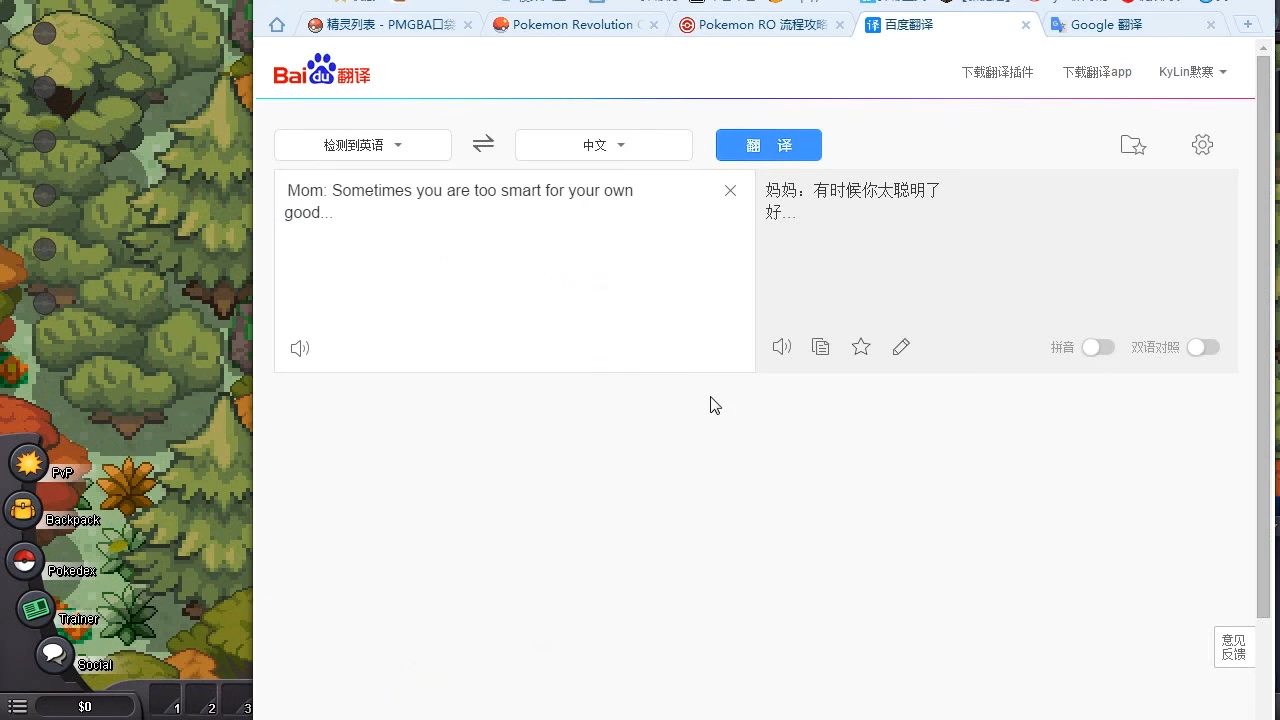 精灵列表 - PMGBA口袋
Pokemon Revolution
Pokemon RO 流程攻略
百度翻译
Google 翻译
Baidu翻译
下载翻译插件
下载翻译app
KyLin默寒
检测到英语
中文
翻 译
Mom: Sometimes you are too smart for your own
good...
妈妈：有时候你太聪明了
好...
拼音
双语对照
意见
反馈
PvP
Backpack
Pokedex
Trainer
Social
$0
1
2
3